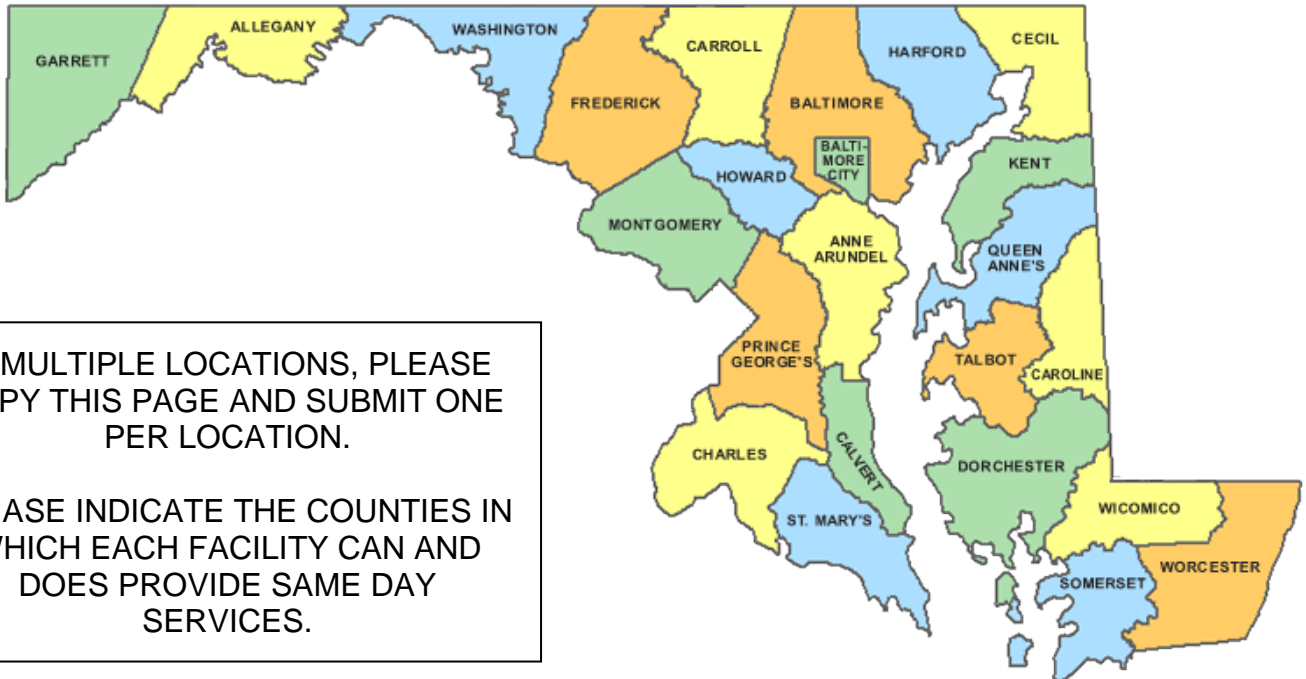 GARRETT
ALLEGANY
WASHINGTON
FREDERICK
CARROLL
BALTIMORE
HARFORD
CECIL
BALTI-
MORE
CITY
HOWARD
MONTGOMERY
KENT
ANNE
ARUNDEL
QUEEN
ANNE'S
PRINCE
GEORGE'S
TALBOT
CAROLINE
CHARLES
CALVERT
ST. MARY'S
DORCHESTER
WICOMICO
SOMERSET
WORCESTER
MULTIPLE LOCATIONS, PLEASE
PY THIS PAGE AND SUBMIT ONE
PER LOCATION.
ASE INDICATE THE COUNTIES IN
WHICH EACH FACILITY CAN AND
DOES PROVIDE SAME DAY
SERVICES.